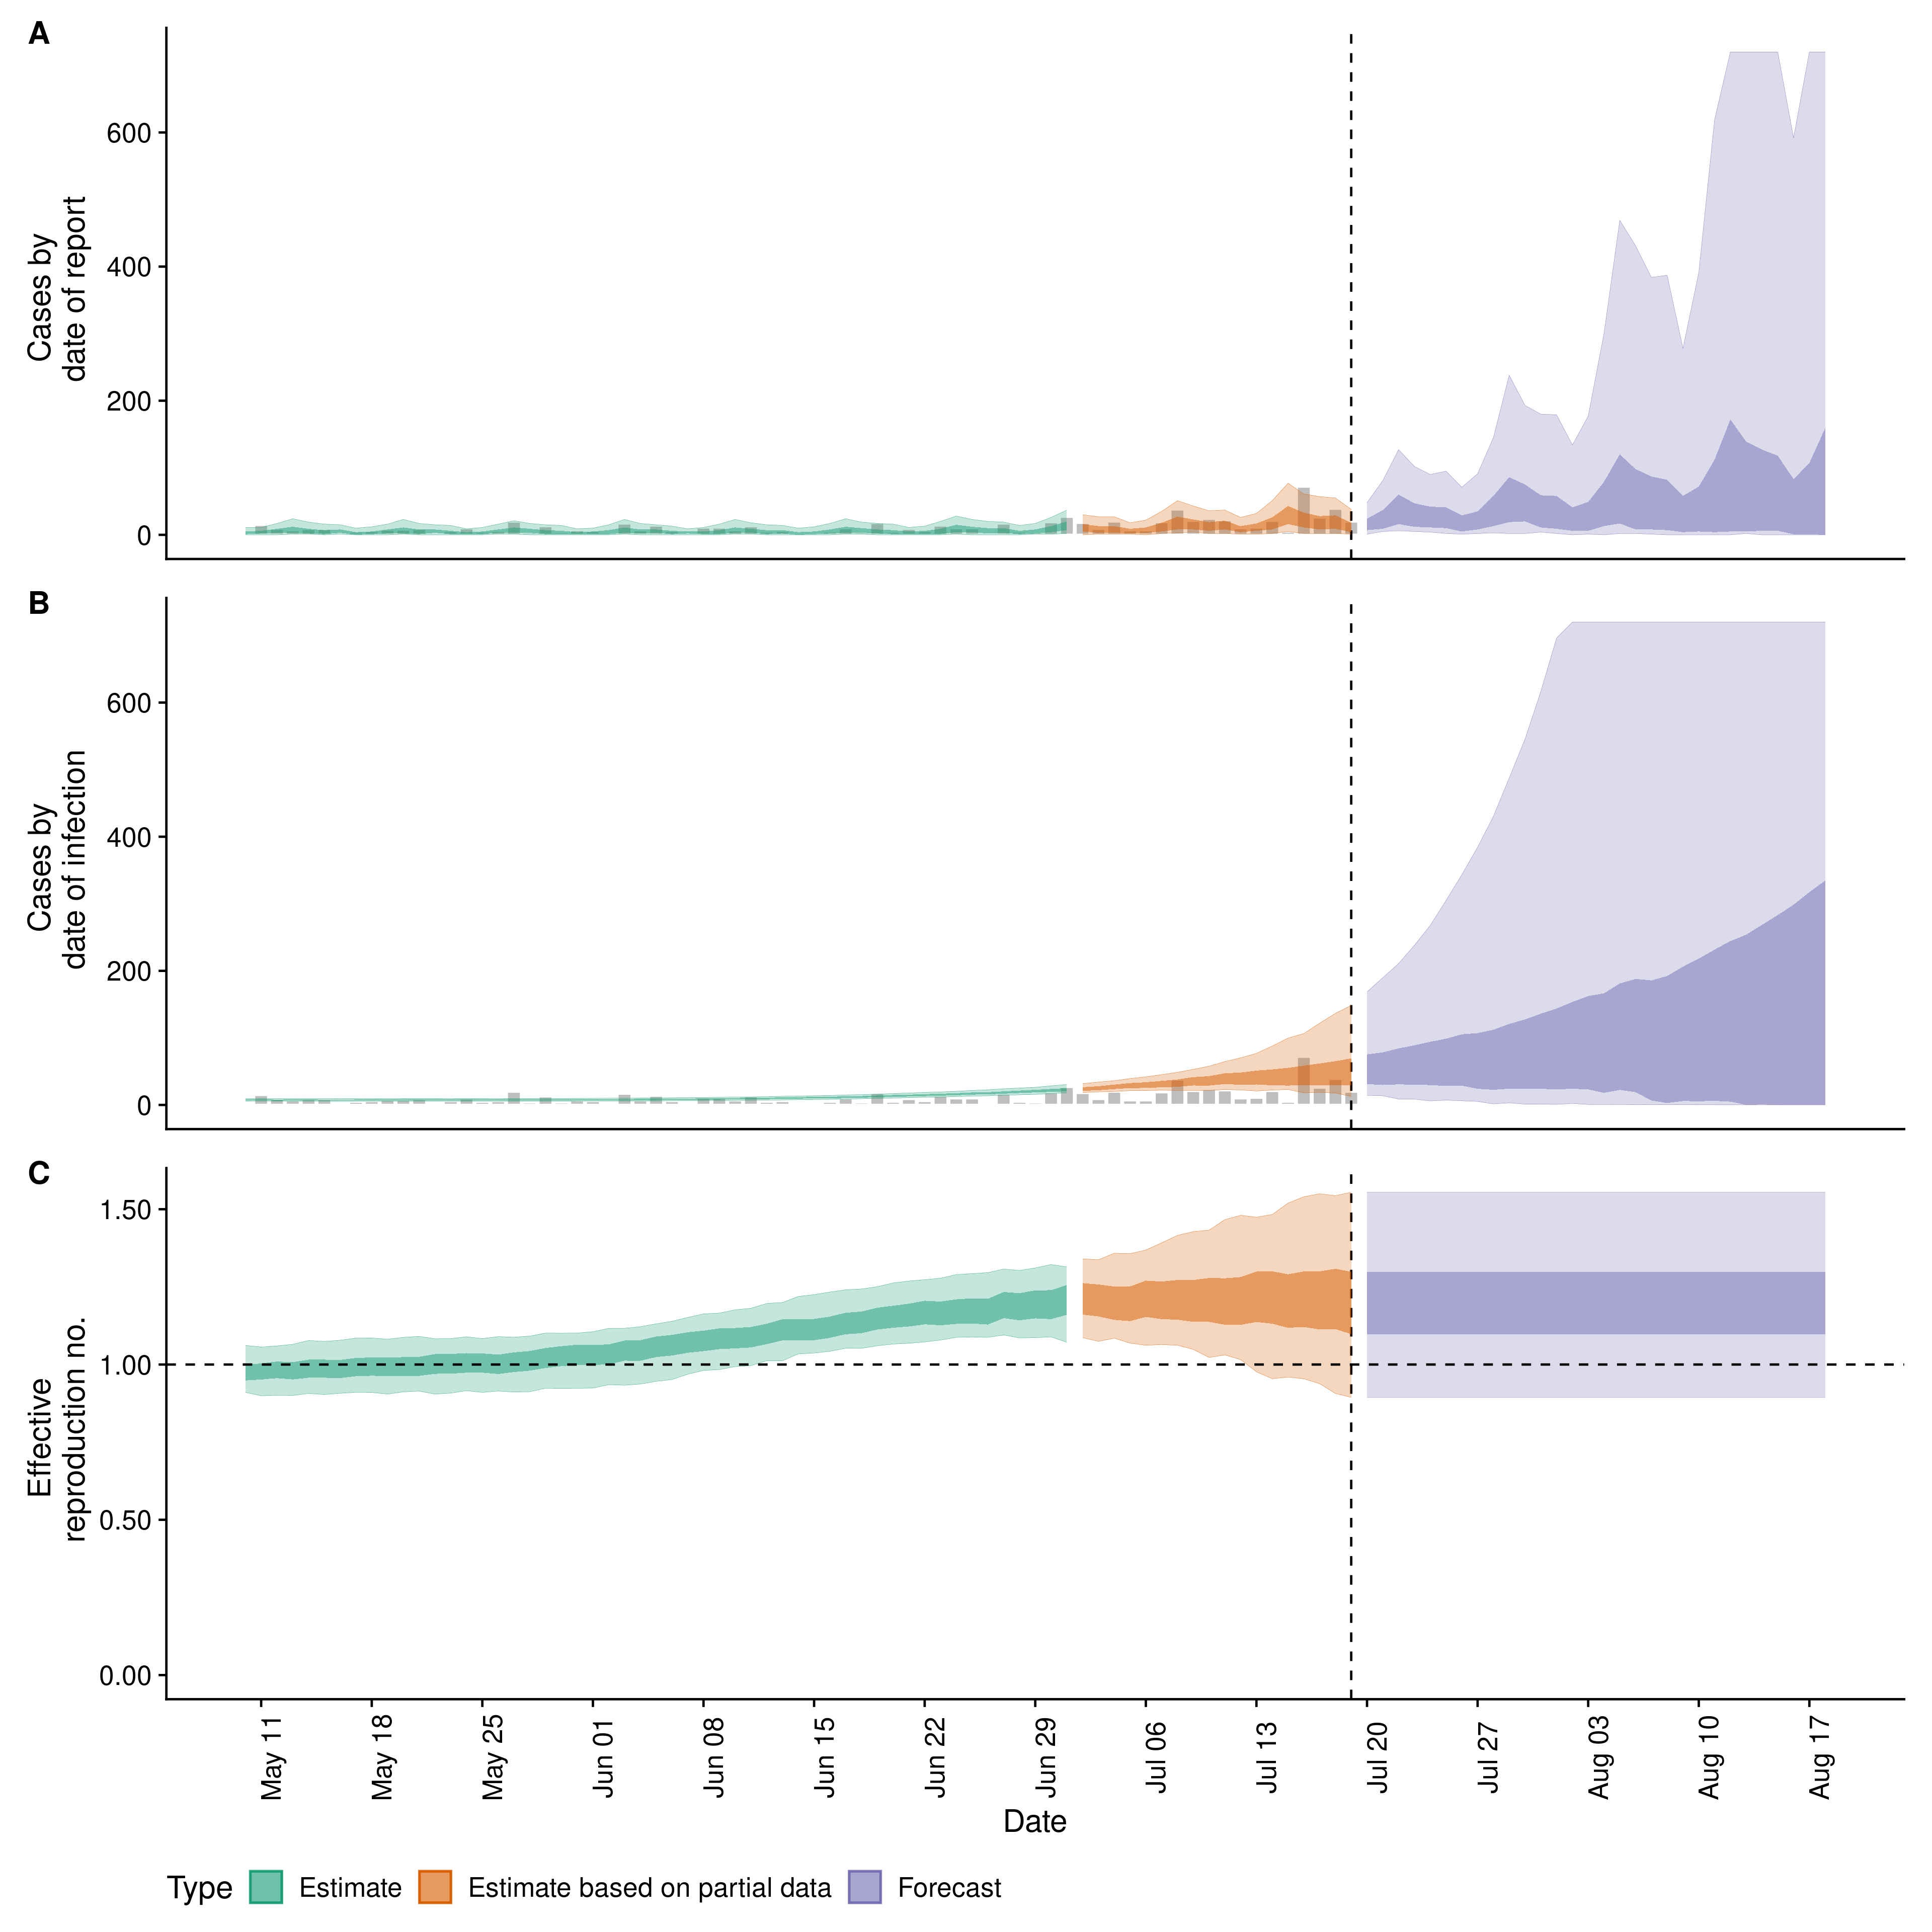 A
Cases by
date of report
600
400
200
0
B
Cases by
date of infection
600
400
200
0
C
Effective
reproduction no.
1.50
1.00
0.50
0.00
May 11
May 18
May 25
Jun 01
Jun 08
Jun 15
Jun 22
Jun 29
Jul 06
Jul 13
Jul 20
Jul 27
Aug 03
Aug 10
Aug 17
Date
Type Estimate Estimate based on partial data Forecast